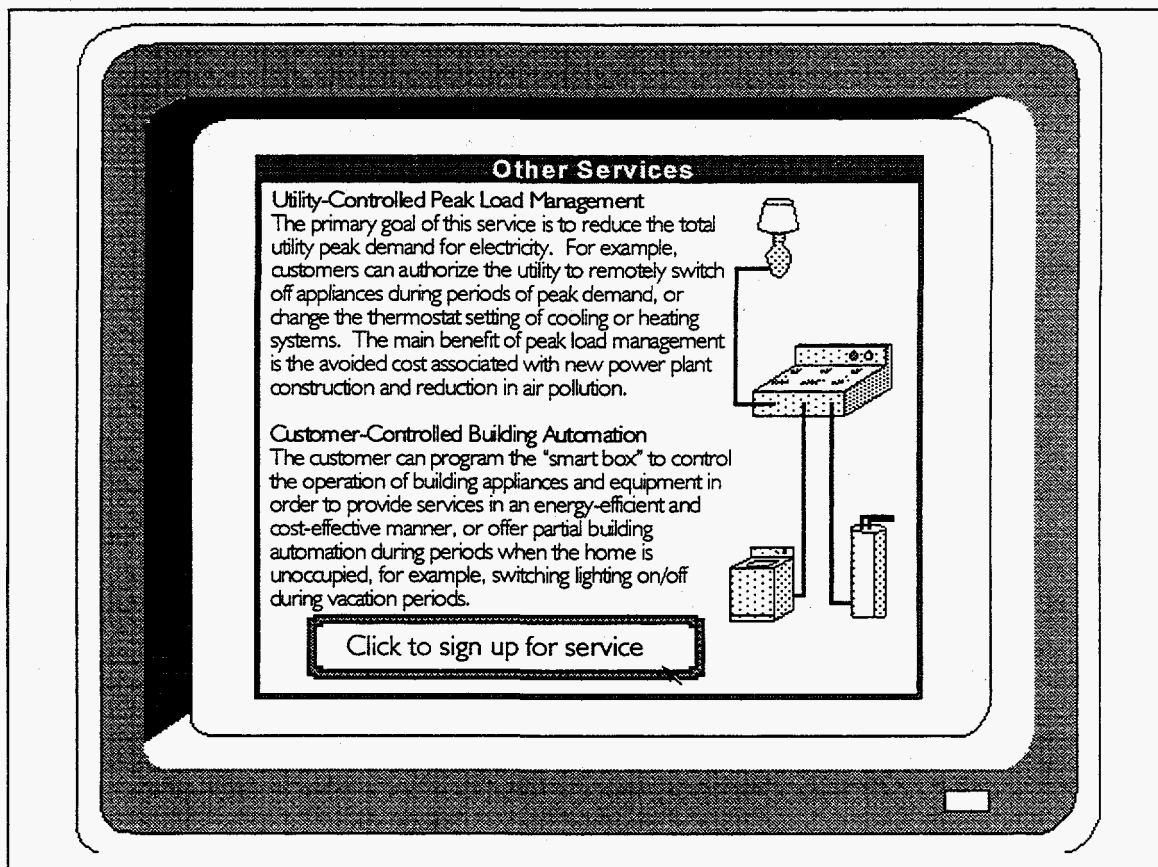 Other Services
Utility-Controlled Peak Load Management
The primary goal of this service is to reduce the total
utility peak demand for electricity. For example,
customers can authorize the utility to remotely switch
off appliances during periods of peak demand, or
change the thermostat setting of cooling or heating
systems. The main benefit of peak load management
is the avoided cost associated with new power plant
construction and reduction in air pollution.
Customer-Controlled Building Automation
The customer can program the "smart box" to control
the operation of building appliances and equipment in
order to provide services in an energy-efficient and
cost-effective manner, or offer partial building
automation during periods when the home is
unoccupied, for example, switching lighting on/off
during vacation periods.
Click to sign up for service